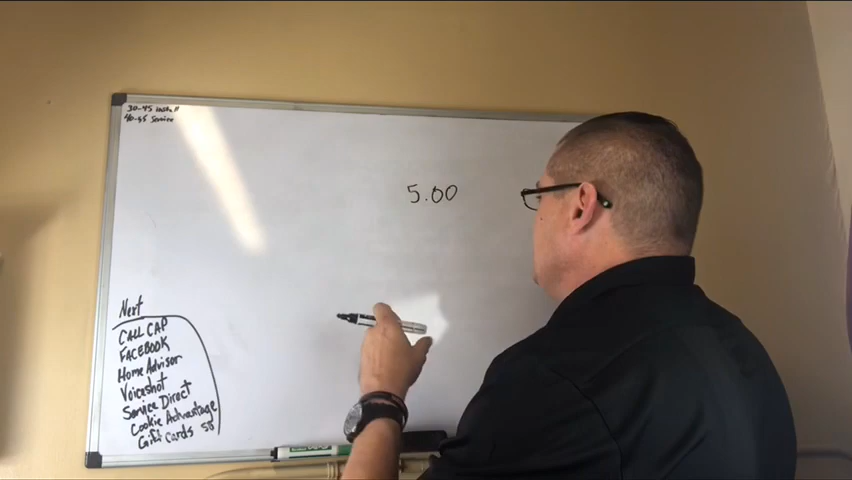 30-45 install
40-45 Service
5.00
Next
CALL CAP
FACEBOOK
Home Advisor
Voiceshot
Service Direct
Cookie Advantage
Gift Cards